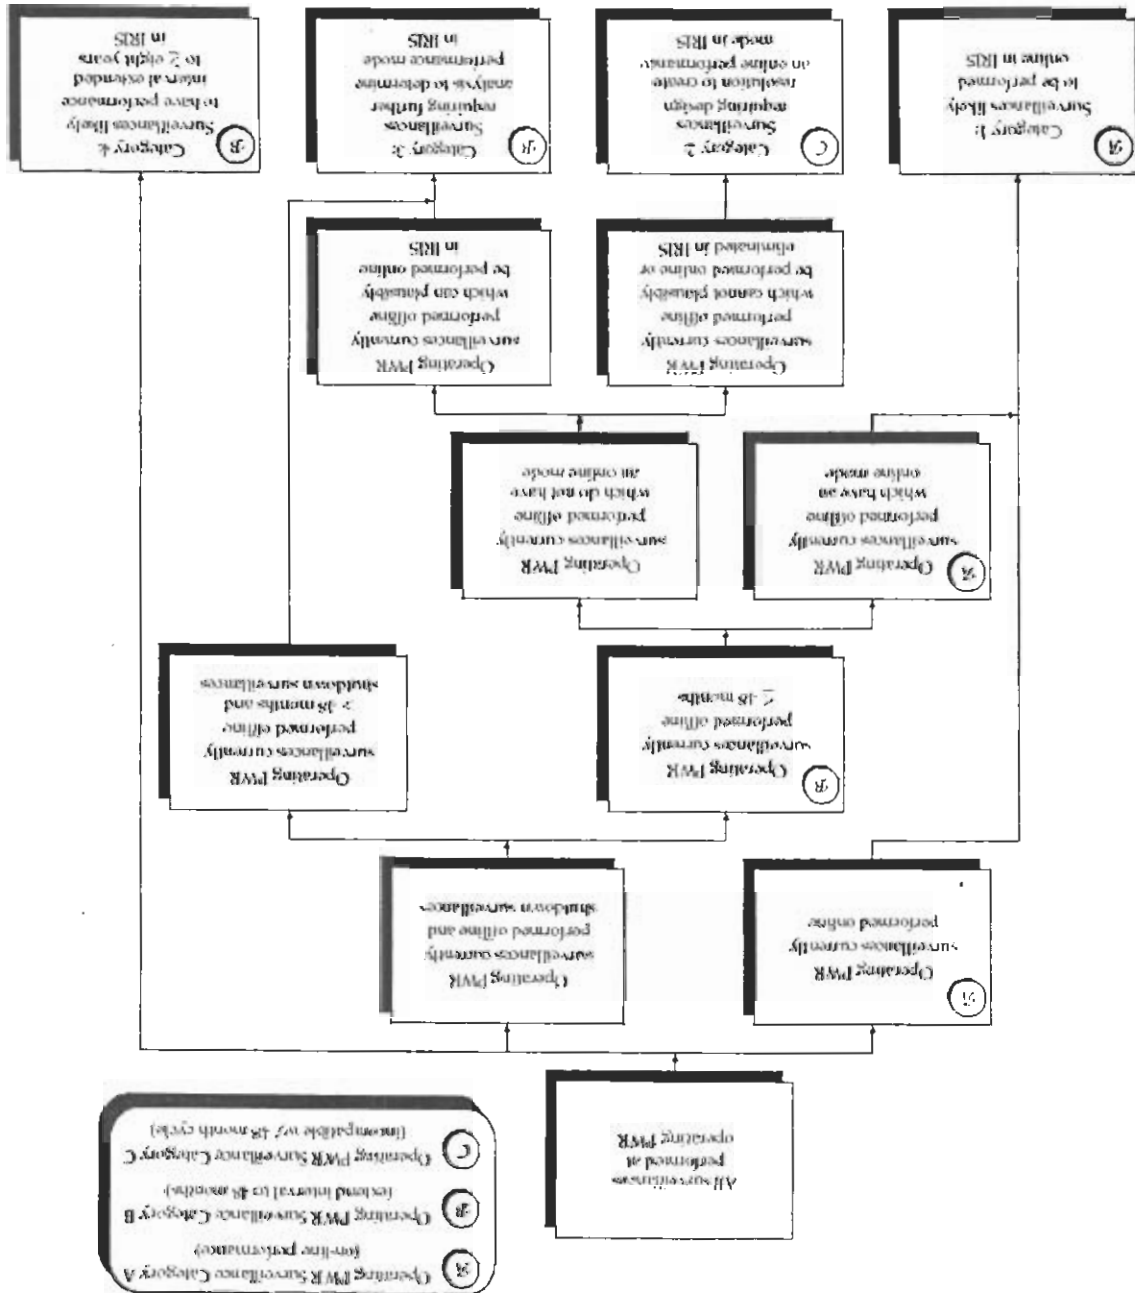 A
Operating PWR Surveillance Category A
(on-line performance)
B
Operating PWR Surveillance Category B
(extend interval to 48 months)
C
Operating PWR Surveillance Category C
(incompatible w/ 48 month cycle)
All surveillances
performed at
operating PWR
A
Operating PWR
surveillances currently
performed online
Operating PWR
surveillances currently
performed offline and
shutdown surveillances
B
Operating PWR
surveillances currently
performed offline
≤ 48 months
Operating PWR
surveillances currently
performed offline
> 48 months and
shutdown surveillances
A
Operating PWR
surveillances currently
performed offline
which have an
online mode
Operating PWR
surveillances currently
performed offline
which do not have
an online mode
Operating PWR
surveillances currently
performed offline
which cannot plausibly
be performed online or
eliminated in IRIS
Operating PWR
surveillances currently
performed offline
which can plausibly
be performed online
in IRIS
A
Category 1:
Surveillances likely
to be performed
online in IRIS
C
Category 2:
Surveillances
requiring design
resolution to create
an online performance
mode in IRIS
B
Category 3:
Surveillances
requiring further
analysis to determine
performance mode
in IRIS
B
Category 4:
Surveillances likely
to have performance
interval extended
to ≥ eight years
in IRIS